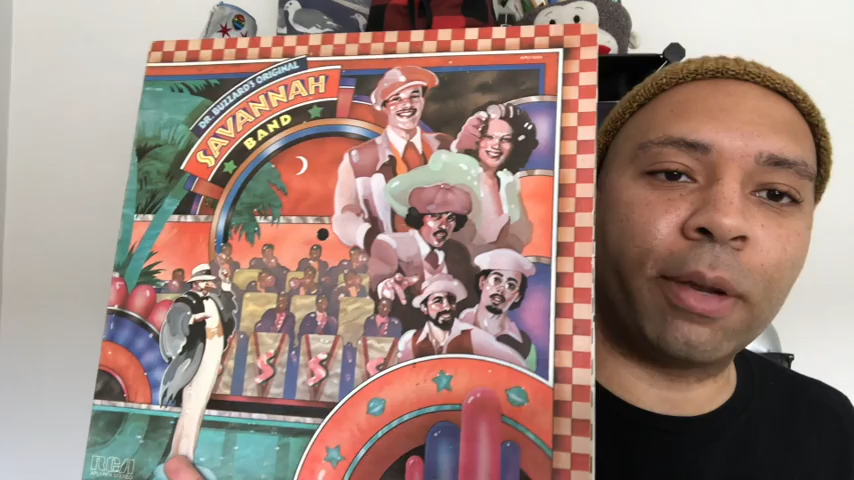 DR. BUZZARD'S ORIGINAL
SAVANNAH
BAND
S S S
RCA